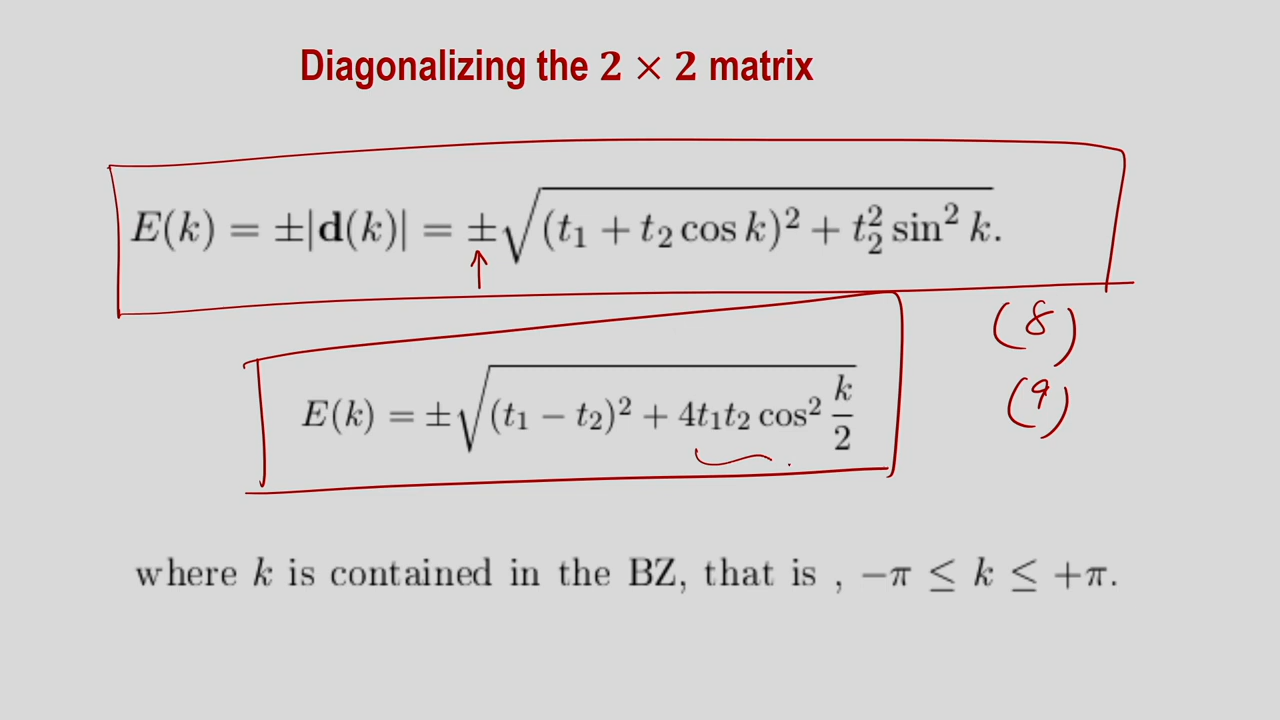 Diagonalizing the 2 × 2 matrix
E(k) = ±|d(k)| = ±√((t₁ + t₂ cos k)² + t₂² sin² k).
(8)
E(k) = ±√((t₁ − t₂)² + 4t₁t₂ cos² k/2)
(9)
where k is contained in the BZ, that is , −π ≤ k ≤ +π.